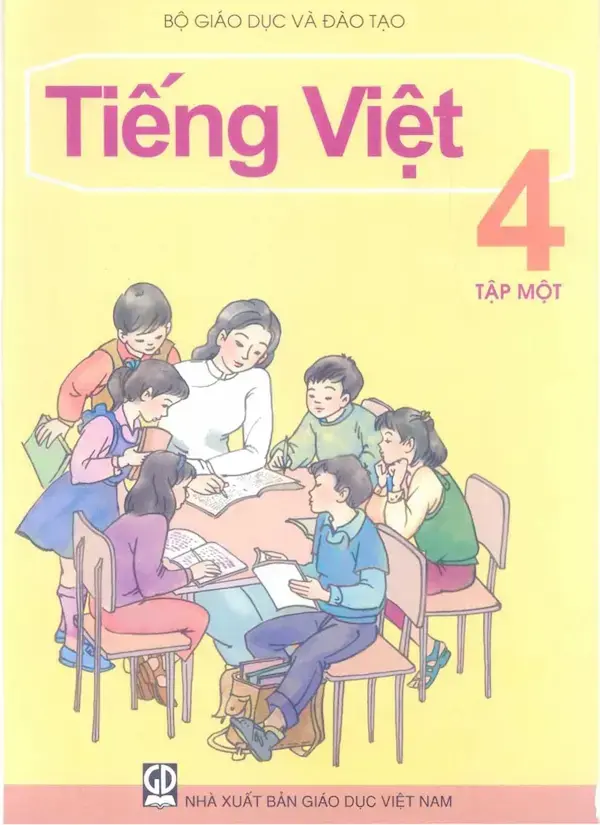 BỘ GIÁO DỤC VÀ ĐÀO TẠO
Tiếng Việt
4
TẬP MỘT
GD
NHÀ XUẤT BẢN GIÁO DỤC VIỆT NAM